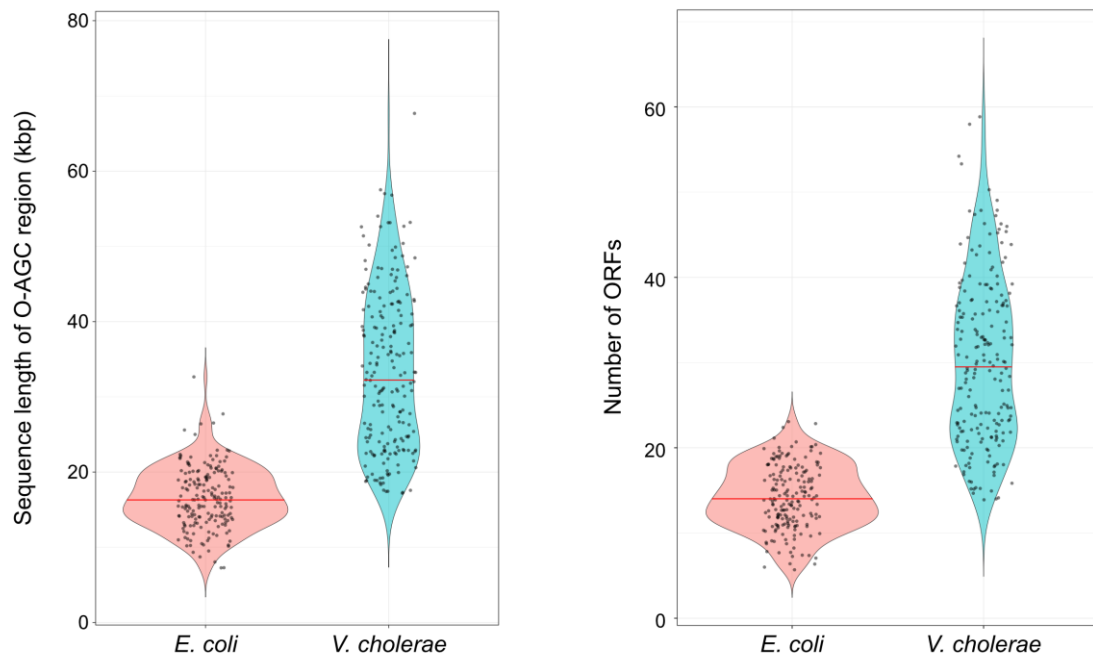 Sequence length of O-AGC region (kbp)
80
60
40
20
0
E. coli V. cholerae
Number of ORFs
60
40
20
0
E. coli V. cholerae